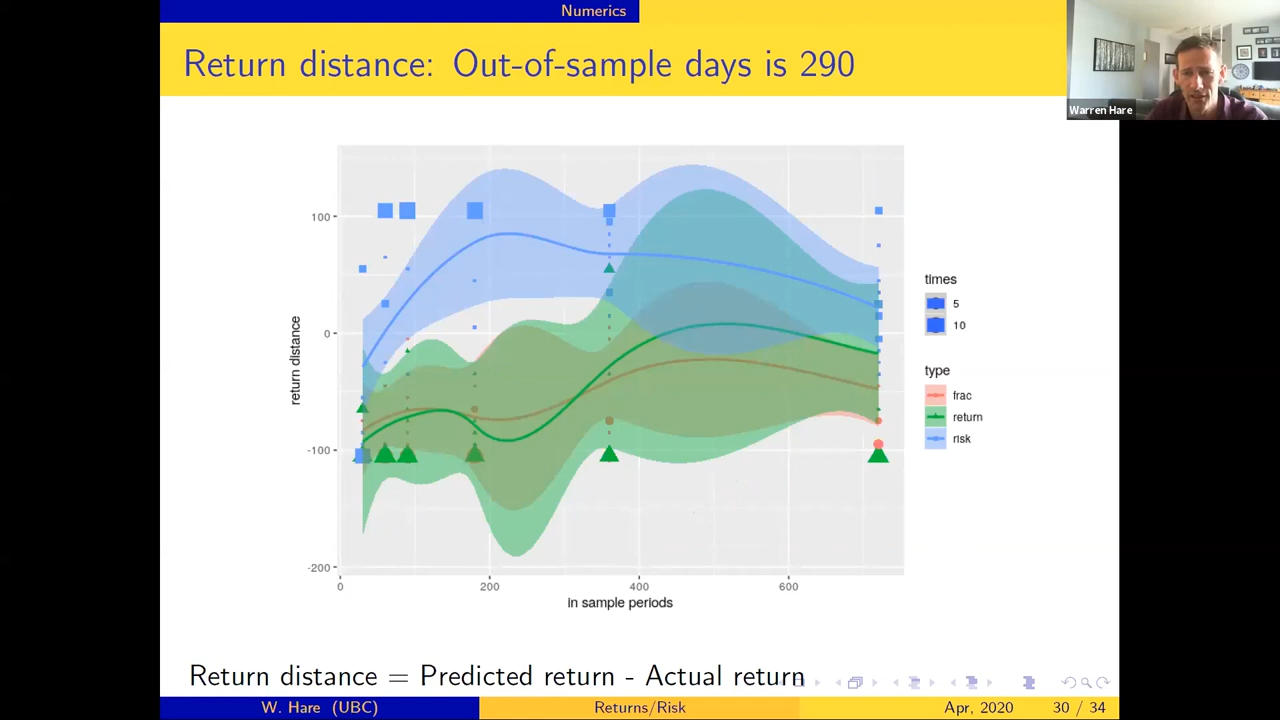 Numerics
Return distance: Out-of-sample days is 290
Warren Hare
return distance
100
0
-100
-200
0
200
400
600
in sample periods
times
5
10
type
frac
return
risk
Return distance = Predicted return - Actual return
W. Hare (UBC)
Returns/Risk
Apr, 2020
30 / 34